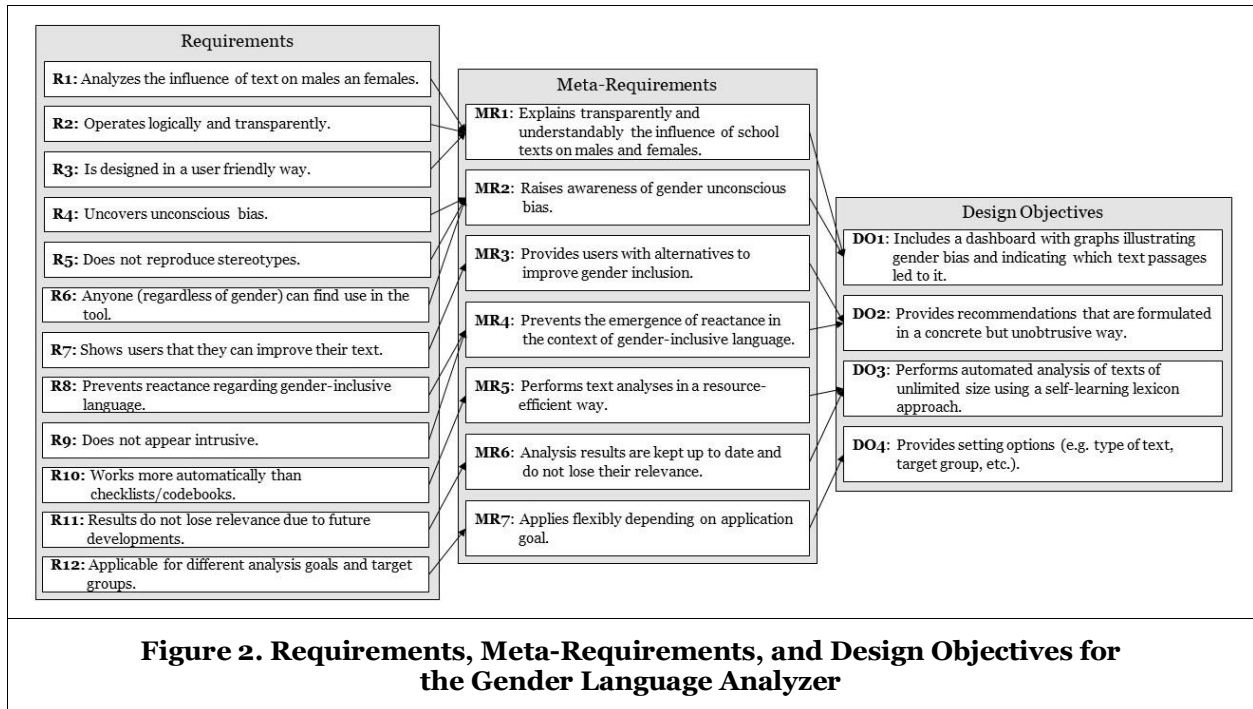 Requirements
R1: Analyzes the influence of text on males an females.
R2: Operates logically and transparently.
R3: Is designed in a user friendly way.
R4: Uncovers unconscious bias.
R5: Does not reproduce stereotypes.
R6: Anyone (regardless of gender) can find use in the
tool.
R7: Shows users that they can improve their text.
R8: Prevents reactance regarding gender-inclusive
language.
R9: Does not appear intrusive.
R10: Works more automatically than
checklists/codebooks.
R11: Results do not lose relevance due to future
developments.
R12: Applicable for different analysis goals and target
groups.
Meta-Requirements
MR1: Explains transparently and
understandably the influence of school
texts on males and females.
MR2: Raises awareness of gender unconscious
bias.
MR3: Provides users with alternatives to
improve gender inclusion.
MR4: Prevents the emergence of reactance in
the context of gender-inclusive language.
MR5: Performs text analyses in a resource-
efficient way.
MR6: Analysis results are kept up to date and
do not lose their relevance.
MR7: Applies flexibly depending on application
goal.
Design Objectives
DO1: Includes a dashboard with graphs illustrating
gender bias and indicating which text passages
led to it.
DO2: Provides recommendations that are formulated
in a concrete but unobtrusive way.
DO3: Performs automated analysis of texts of
unlimited size using a self-learning lexicon
approach.
DO4: Provides setting options (e.g. type of text,
target group, etc.).
Figure 2. Requirements, Meta-Requirements, and Design Objectives for
the Gender Language Analyzer